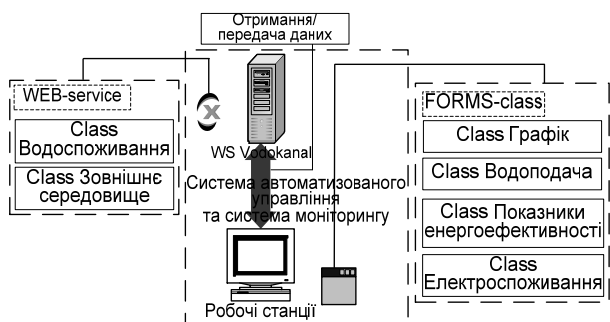 Отримання/
передача даних
WEB-service
Class
Водоспоживання
Class Зовнішнє
середовище
X
WS Vodokanal
Система автоматизованого
управління
та система моніторингу
Робочі станції
FORMS-class
Class Графік
Class Водоподача
Class Показники
енергоефективності
Class
Електроспоживання